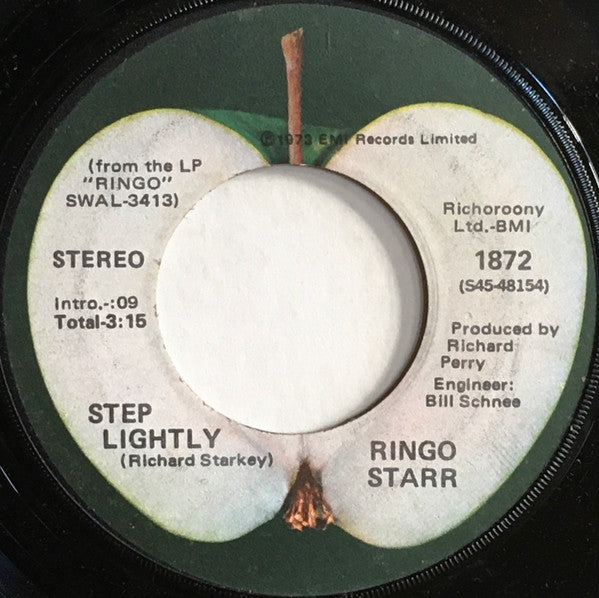 ℗1973 EMI Records Limited
(from the LP
"RINGO"
SWAL-3413)
STEREO
Intro.-:09
Total-3:15
STEP
LIGHTLY
(Richard Starkey)
Richoroony
Ltd.-BMI
1872
(S45-48154)
Produced by
Richard
Perry
Engineer:
Bill Schnee
RINGO
STARR